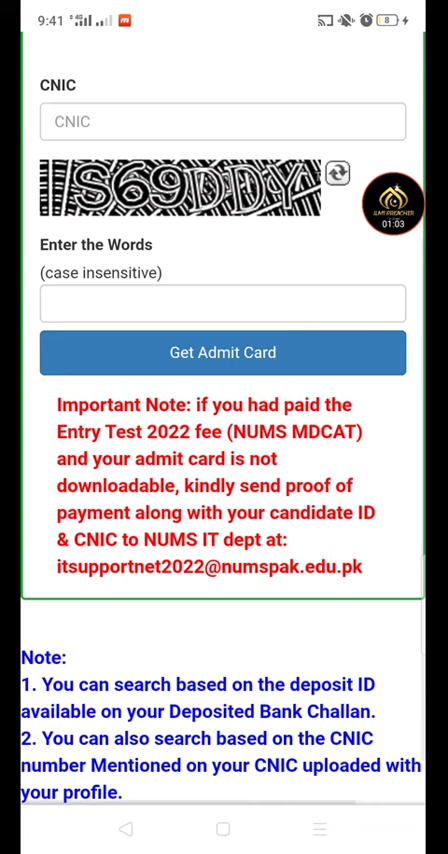 9:41 4G m 8
CNIC
CNIC
S69DDY
ILMI PREACHER
01:03
Enter the Words
(case insensitive)
Get Admit Card
Important Note: if you had paid the
Entry Test 2022 fee (NUMS MDCAT)
and your admit card is not
downloadable, kindly send proof of
payment along with your candidate ID
& CNIC to NUMS IT dept at:
itsupportnet2022@numspak.edu.pk
Note:
1. You can search based on the deposit ID
available on your Deposited Bank Challan.
2. You can also search based on the CNIC
number Mentioned on your CNIC uploaded with
your profile.